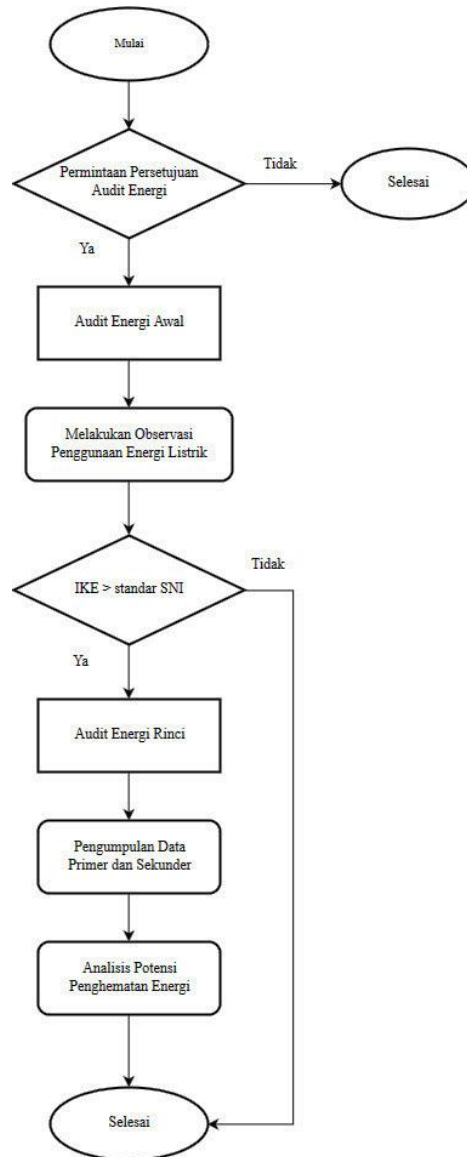 Mulai
Permintaan Persetujuan
Audit Energi
Tidak
Selesai
Ya
Audit Energi Awal
Melakukan Observasi
Penggunaan Energi Listrik
IKE > standar SNI
Tidak
Ya
Audit Energi Rinci
Pengumpulan Data
Primer dan Sekunder
Analisis Potensi
Penghematan Energi
Selesai